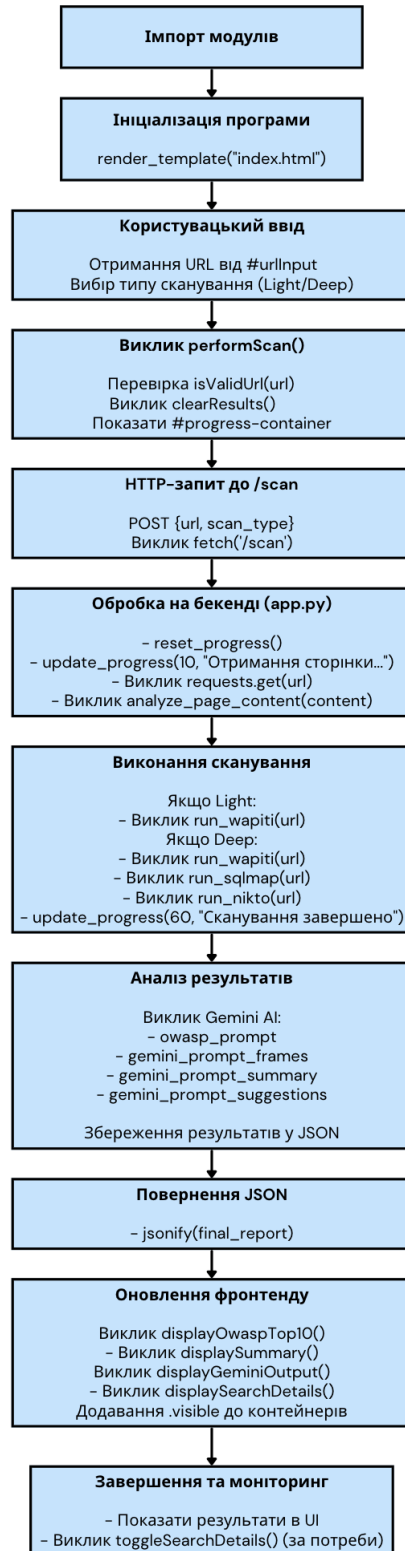 Імпорт модулів
Ініціалізація програми
render_template("index.html")
Користувацький ввід
Отримання URL від #urlInput
Вибір типу сканування (Light/Deep)
Виклик performScan()
Перевірка isValidUrl(url)
Виклик clearResults()
Показати #progress-container
HTTP-запит до /scan
POST {url, scan_type}
Виклик fetch('/scan')
Обробка на бекенді (app.py)
- reset_progress()
- update_progress(10, "Отримання сторінки...")
- Виклик requests.get(url)
- Виклик analyze_page_content(content)
Виконання сканування
Якщо Light:
- Виклик run_wapiti(url)
Якщо Deep:
- Виклик run_wapiti(url)
- Виклик run_sqlmap(url)
- Виклик run_nikto(url)
- update_progress(60, "Сканування завершено")
Аналіз результатів
Виклик Gemini AI:
- owasp_prompt
- gemini_prompt_frames
- gemini_prompt_summary
- gemini_prompt_suggestions
Збереження результатів у JSON
Повернення JSON
- jsonify(final_report)
Оновлення фронтенду
Виклик displayOwaspTop10()
- Виклик displaySummary()
Виклик displayGeminiOutput()
- Виклик displaySearchDetails()
Додавання .visible до контейнерів
Завершення та моніторинг
- Показати результати в UI
- Виклик toggleSearchDetails() (за потреби)